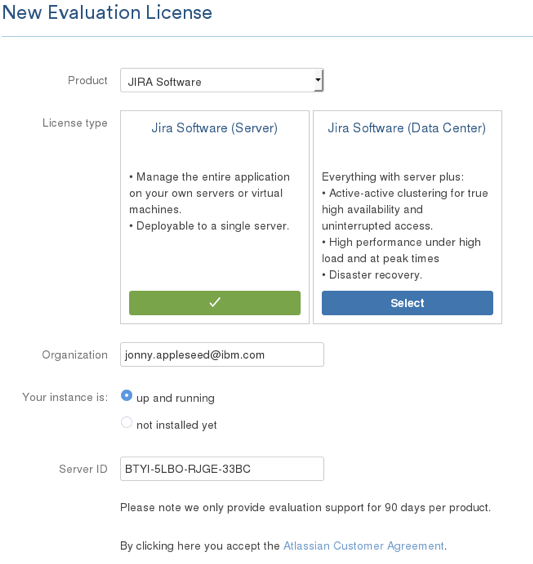 New Evaluation License
Product
JIRA Software
License type
Jira Software (Server)
• Manage the entire application
on your own servers or virtual
machines.
• Deployable to a single server.
Jira Software (Data Center)
Everything with server plus:
• Active-active clustering for true
high availability and
uninterrupted access.
• High performance under high
load and at peak times
• Disaster recovery.
Select
Organization
jonny.appleseed@ibm.com
Your instance is:
up and running
not installed yet
Server ID
BTYI-5LBO-RJGE-33BC
Please note we only provide evaluation support for 90 days per product.
By clicking here you accept the Atlassian Customer Agreement.